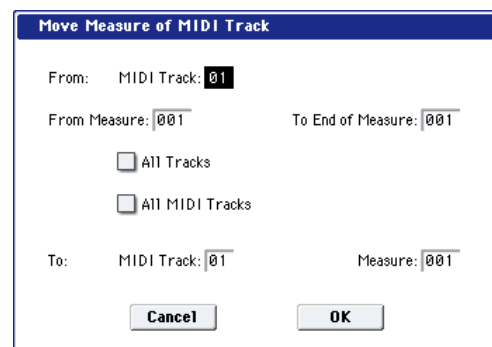 Move Measure of MIDI Track
From: MIDI Track: 01
From Measure: 001 To End of Measure: 001
All Tracks
All MIDI Tracks
To: MIDI Track: 01 Measure: 001
Cancel OK